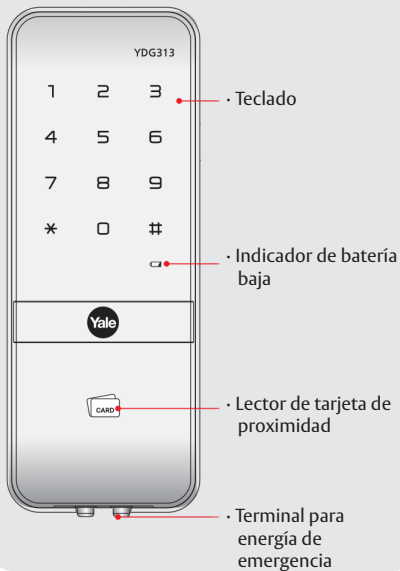 YDG313
1 2 3
4 5 6
7 8 9
* 0 #
Yale
CARD
· Teclado
· Indicador de batería
baja
· Lector de tarjeta de
proximidad
· Terminal para
energía de
emergencia